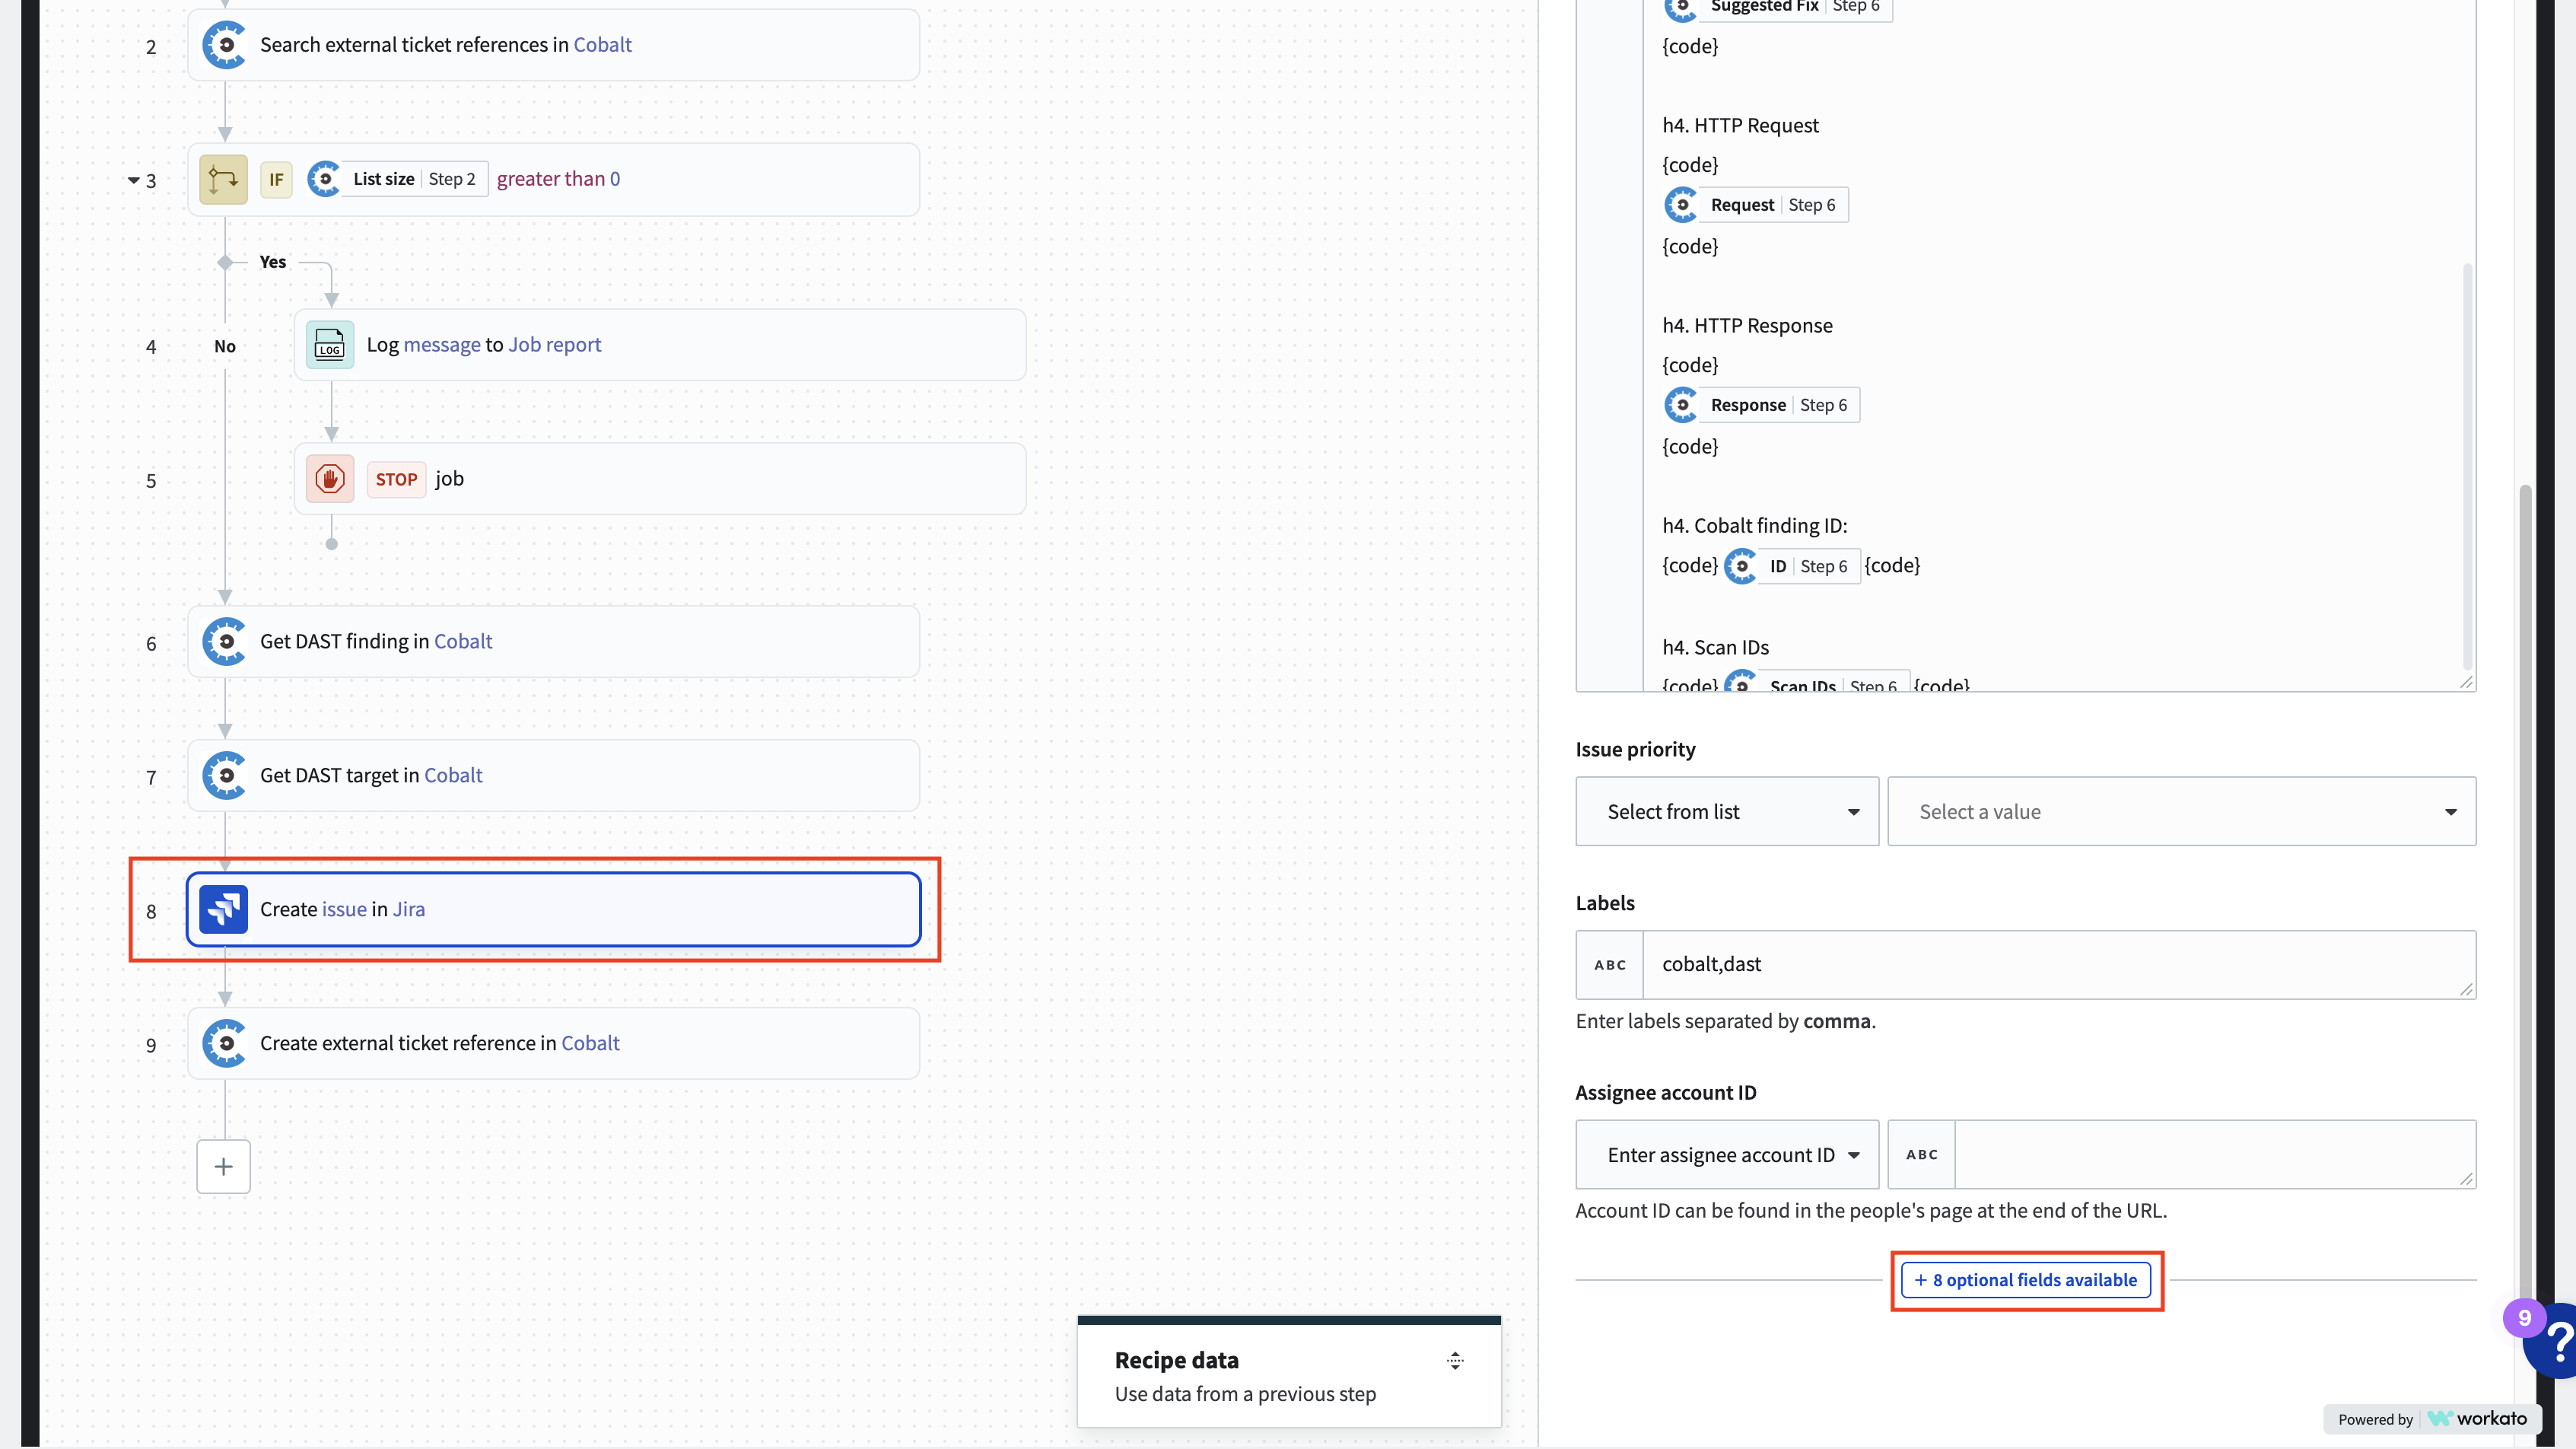 2
Search external ticket references in Cobalt
3
IF
List size | Step 2
greater than 0
Yes
No
4
LOG
Log message to Job report
5
STOP job
6
Get DAST finding in Cobalt
7
Get DAST target in Cobalt
8
Create issue in Jira
9
Create external ticket reference in Cobalt
+
Recipe data
Use data from a previous step
Suggested Fix | Step 6
{code}
h4. HTTP Request
{code}
Request | Step 6
{code}
h4. HTTP Response
{code}
Response | Step 6
{code}
h4. Cobalt finding ID:
{code} ID | Step 6 {code}
h4. Scan IDs
{code} Scan IDs | Step 6 {code}
Issue priority
Select from list
Select a value
Labels
ABC cobalt,dast
Enter labels separated by comma.
Assignee account ID
Enter assignee account ID
ABC
Account ID can be found in the people's page at the end of the URL.
+ 8 optional fields available
9
?
Powered by workato